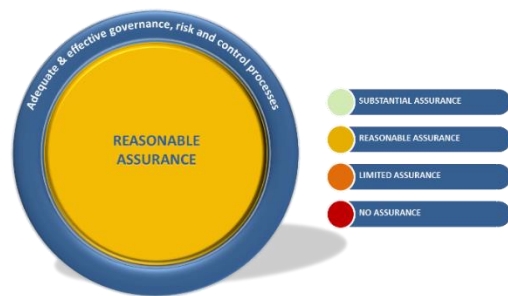 Adequate & effective governance, risk and control processes
REASONABLE
ASSURANCE
SUBSTANTIAL ASSURANCE
REASONABLE ASSURANCE
LIMITED ASSURANCE
NO ASSURANCE